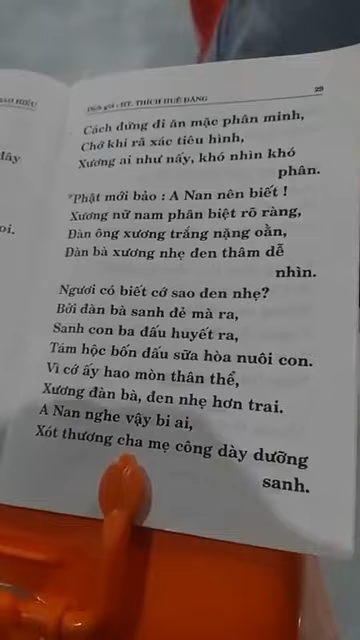 BÁO HIẾU
đây
oi.
Dịch giả : HT. THÍCH HUỆ ĐĂNG
29
Cách đứng đi ăn mặc phân minh,
Chớ khi rã xác tiêu hình,
Xương ai như nấy, khó nhìn khó
phân.
*Phật mới bảo : A Nan nên biết !
Xương nữ nam phân biệt rõ ràng,
Đàn ông xương trắng nặng oằn,
Đàn bà xương nhẹ đen thâm dễ
nhìn.
Ngươi có biết cớ sao đen nhẹ?
Bởi đàn bà sanh đẻ mà ra,
Sanh con ba đấu huyết ra,
Tám hộc bốn đấu sữa hòa nuôi con.
Vì cớ ấy hao mòn thân thể,
Xương đàn bà, đen nhẹ hơn trai.
A Nan nghe vậy bi ai,
Xót thương cha mẹ công dày dưỡng
sanh.